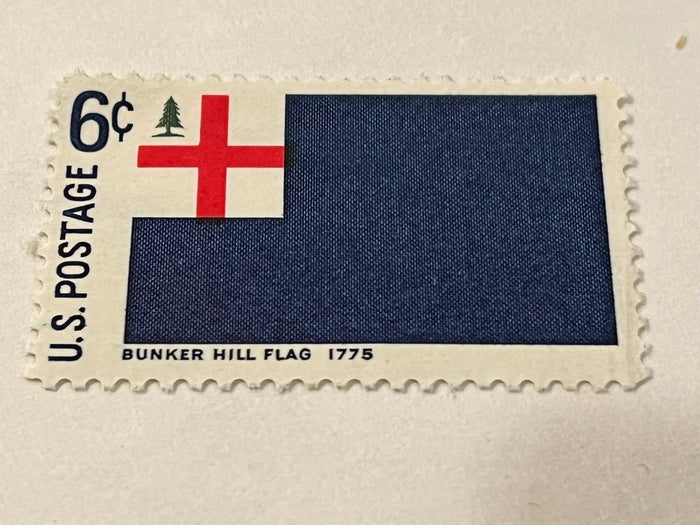 6¢
U.S. POSTAGE
BUNKER HILL FLAG 1775